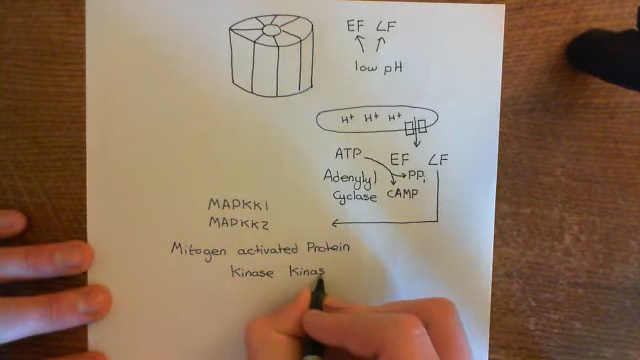 EF LF
low pH
H+ H+ H+
ATP EF LF
Adenylyl PPi
Cyclase cAMP
MAPKK1
MAPKK2
Mitogen activated Protein
Kinase Kinas